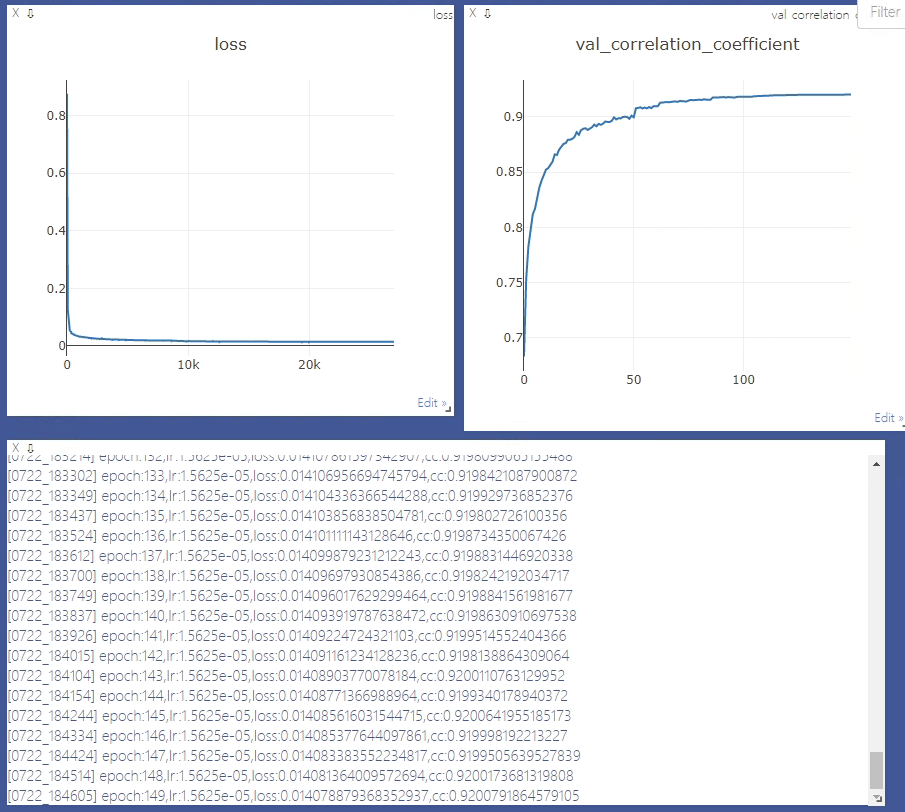 X ⇩ loss
loss
0.8
0.6
0.4
0.2
0
0 10k 20k
Edit »
X ⇩ val correlation
Filter
val_correlation_coefficient
0.9
0.85
0.8
0.75
0.7
0 50 100
Edit »
X ⇩
[0722_183302] epoch:133,lr:1.5625e-05,loss:0.014106956694745794,cc:0.9198421087900872
[0722_183349] epoch:134,lr:1.5625e-05,loss:0.014104336366544288,cc:0.919929736852376
[0722_183437] epoch:135,lr:1.5625e-05,loss:0.014103856838504781,cc:0.919802726100356
[0722_183524] epoch:136,lr:1.5625e-05,loss:0.014101111143128646,cc:0.9198734350067426
[0722_183612] epoch:137,lr:1.5625e-05,loss:0.014099879231212243,cc:0.9198831446920338
[0722_183700] epoch:138,lr:1.5625e-05,loss:0.01409697930854386,cc:0.9198242192034717
[0722_183749] epoch:139,lr:1.5625e-05,loss:0.014096017629299464,cc:0.9198841561981677
[0722_183837] epoch:140,lr:1.5625e-05,loss:0.014093919787638472,cc:0.9198630910697538
[0722_183926] epoch:141,lr:1.5625e-05,loss:0.01409224724321103,cc:0.9199514552404366
[0722_184015] epoch:142,lr:1.5625e-05,loss:0.014091161234128236,cc:0.9198138864309064
[0722_184104] epoch:143,lr:1.5625e-05,loss:0.01408903770078184,cc:0.9200110763129952
[0722_184154] epoch:144,lr:1.5625e-05,loss:0.01408771366988964,cc:0.9199340178940372
[0722_184244] epoch:145,lr:1.5625e-05,loss:0.014085616031544715,cc:0.9200641955185173
[0722_184334] epoch:146,lr:1.5625e-05,loss:0.014085377644097861,cc:0.919998192213227
[0722_184424] epoch:147,lr:1.5625e-05,loss:0.014083383552234817,cc:0.9199505639527839
[0722_184514] epoch:148,lr:1.5625e-05,loss:0.014081364009572694,cc:0.9200173681319808
[0722_184605] epoch:149,lr:1.5625e-05,loss:0.014078879368352937,cc:0.9200791864579105